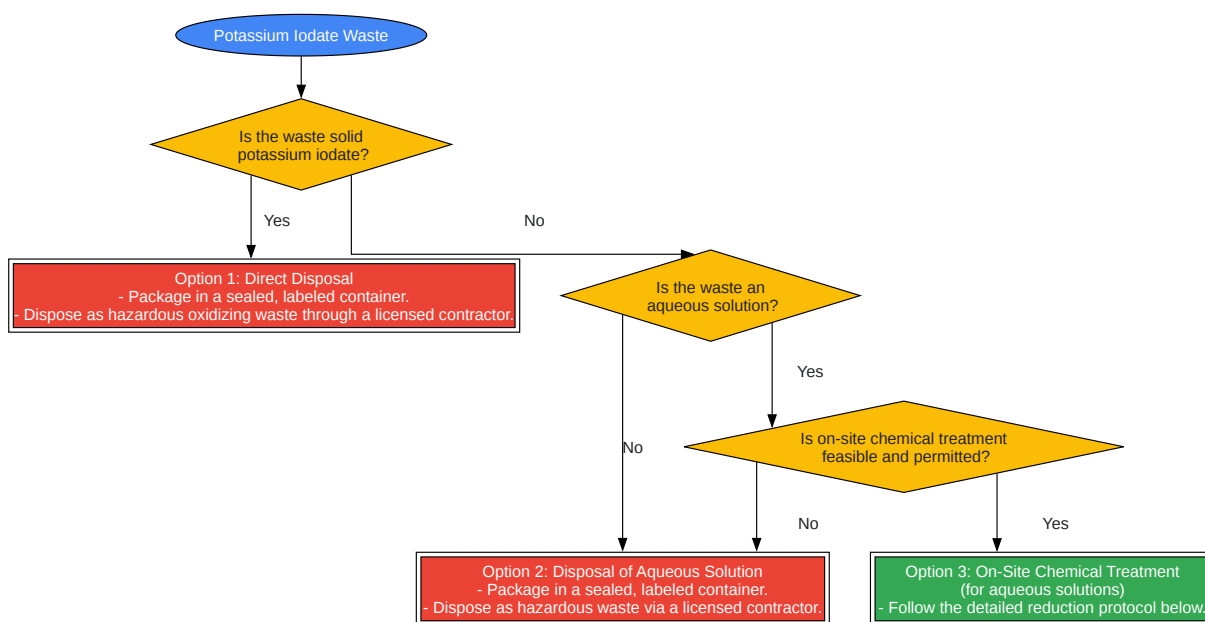 Potassium Iodate Waste
Is the waste solid
potassium iodate?
Yes
No
Option 1: Direct Disposal
- Package in a sealed, labeled container.
- Dispose as hazardous oxidizing waste through a licensed contractor.
Is the waste an
aqueous solution?
Yes
No
Is on-site chemical treatment
feasible and permitted?
No
Yes
Option 2: Disposal of Aqueous Solution
- Package in a sealed, labeled container.
- Dispose as hazardous waste via a licensed contractor.
Option 3: On-Site Chemical Treatment
(for aqueous solutions)
- Follow the detailed reduction protocol below.